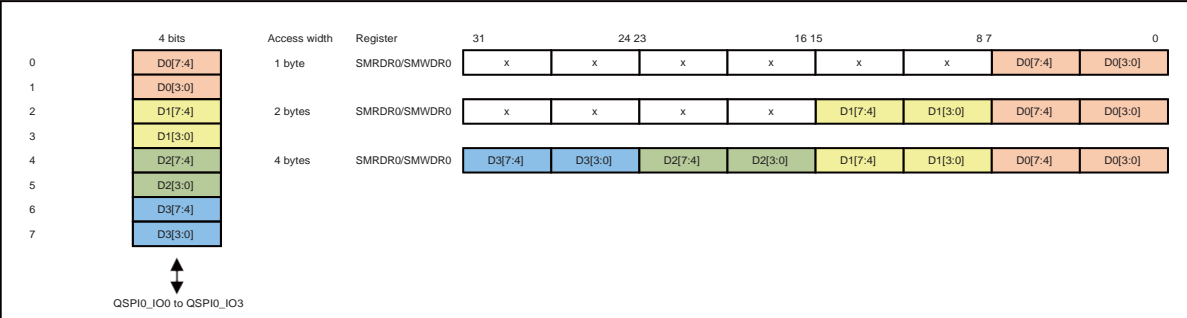 4 bits Access width Register 31 24 23 16 15 8 7 0
0 D0[7:4] 1 byte SMRDR0/SMWDR0 x x x x x x D0[7:4] D0[3:0]
1 D0[3:0]
2 D1[7:4] 2 bytes SMRDR0/SMWDR0 x x x x D1[7:4] D1[3:0] D0[7:4] D0[3:0]
3 D1[3:0]
4 D2[7:4] 4 bytes SMRDR0/SMWDR0 D3[7:4] D3[3:0] D2[7:4] D2[3:0] D1[7:4] D1[3:0] D0[7:4] D0[3:0]
5 D2[3:0]
6 D3[7:4]
7 D3[3:0]
QSPI0_IO0 to QSPI0_IO3